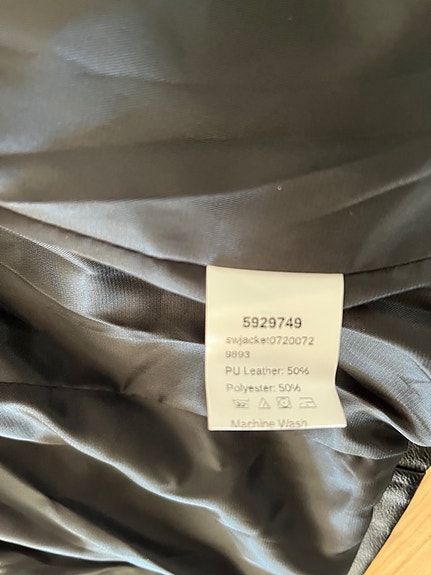 5929749
swjacket0720072
9893
PU Leather: 50%
Polyester: 50%
Machine Wash